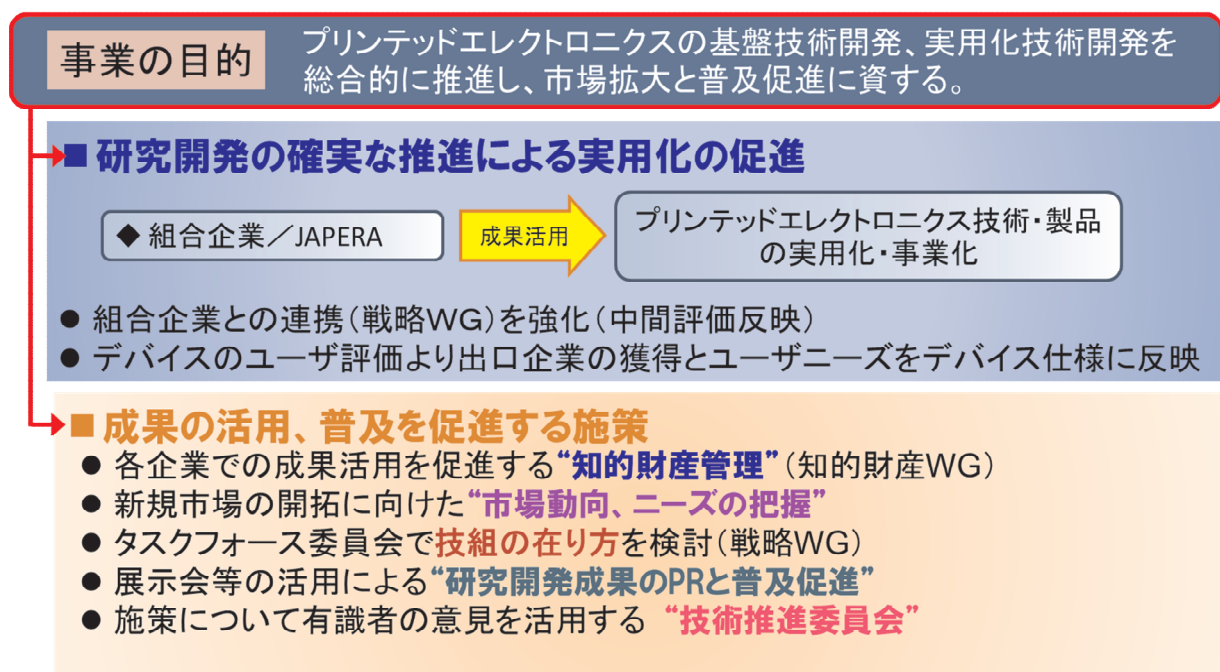 事業の目的
プリンテッドエレクトロニクスの基盤技術開発、実用化技術開発を
総合的に推進し、市場拡大と普及促進に資する。
■ 研究開発の確実な推進による実用化の促進
◆ 組合企業／JAPERA
成果活用
プリンテッドエレクトロニクス技術・製品
の実用化・事業化
● 組合企業との連携（戦略WG）を強化（中間評価反映）
● デバイスのユーザ評価より出口企業の獲得とユーザニーズをデバイス仕様に反映
■ 成果の活用、普及を促進する施策
● 各企業での成果活用を促進する“知的財産管理”（知的財産WG）
● 新規市場の開拓に向けた“市場動向、ニーズの把握”
● タスクフォース委員会で技組の在り方を検討（戦略WG）
● 展示会等の活用による“研究開発成果のPRと普及促進”
● 施策について有識者の意見を活用する “技術推進委員会”